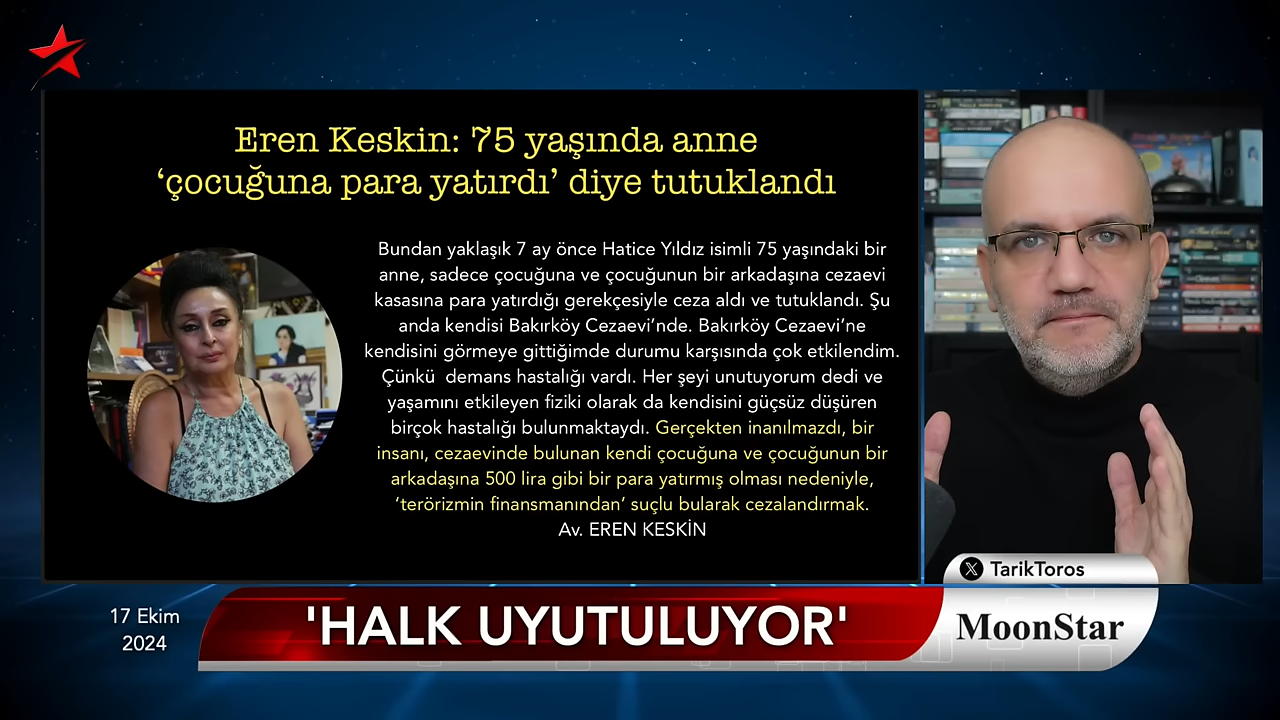 Eren Keskin: 75 yaşında anne
‘çocuğuna para yatırdı’ diye tutuklandı
Bundan yaklaşık 7 ay önce Hatice Yıldız isimli 75 yaşındaki bir
anne, sadece çocuğuna ve çocuğunun bir arkadaşına cezaevi
kasasına para yatırdığı gerekçesiyle ceza aldı ve tutuklandı. Şu
anda kendisi Bakırköy Cezaevi’nde. Bakırköy Cezaevi’ne
kendisini görmeye gittiğimde durumu karşısında çok etkilendim.
Çünkü  demans hastalığı vardı. Her şeyi unutuyorum dedi ve
yaşamını etkileyen fiziki olarak da kendisini güçsüz düşüren
birçok hastalığı bulunmaktaydı. Gerçekten inanılmazdı, bir
insanı, cezaevinde bulunan kendi çocuğuna ve çocuğunun bir
arkadaşına 500 lira gibi bir para yatırmış olması nedeniyle,
‘terörizmin finansmanından’ suçlu bularak cezalandırmak.
Av. EREN KESKİN
TarikToros
17 Ekim
2024
'HALK UYUTULUYOR'
MoonStar